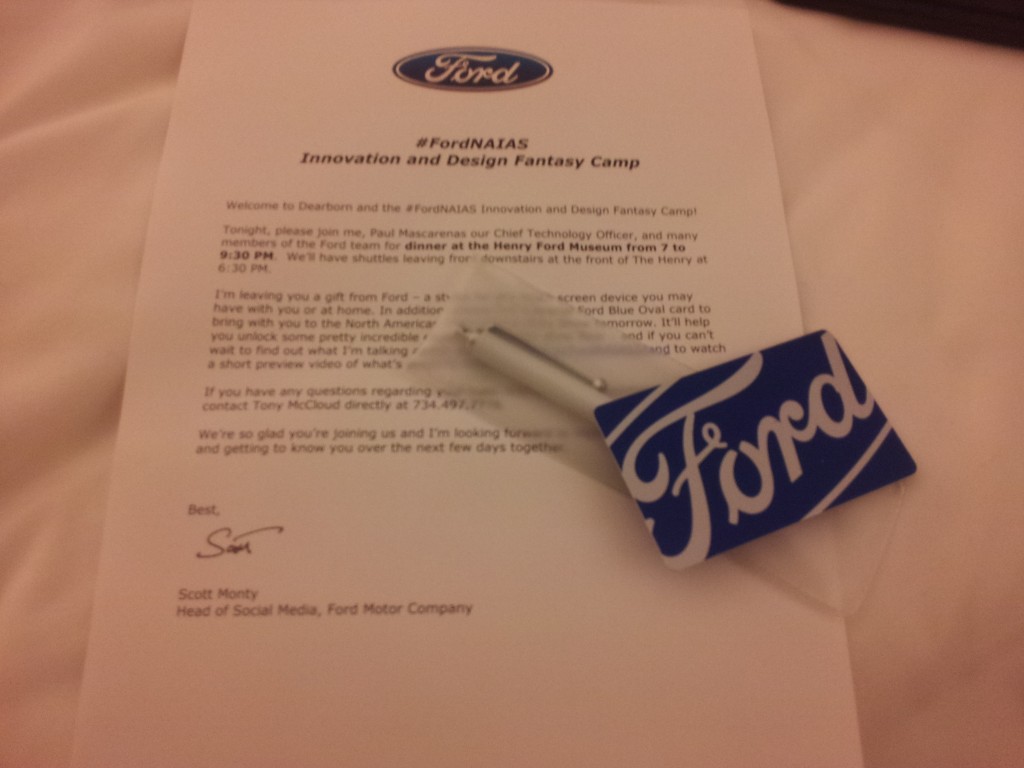 Ford
#FordNAIAS
Innovation and Design Fantasy Camp
Welcome to Dearborn and the #FordNAIAS Innovation and Design Fantasy Camp!
Tonight, please join me, Paul Mascarenas our Chief Technology Officer, and many
members of the Ford team for dinner at the Henry Ford Museum from 7 to
9:30 PM. We'll have shuttles leaving from downstairs at the front of The Henry at
6:30 PM.
I'm leaving you a gift from Ford – a screen device you may
have with you or at home. In addition Ford Blue Oval card to
bring with you to the North American tomorrow. It'll help
you unlock some pretty incredible and if you can't
wait to find out what I'm talking and to watch
a short preview video of what's
If you have any questions regarding
contact Tony McCloud directly at 734.497.
We're so glad you're joining us and I'm looking forward
and getting to know you over the next few days together
Best,
Scott
Scott Monty
Head of Social Media, Ford Motor Company
Ford